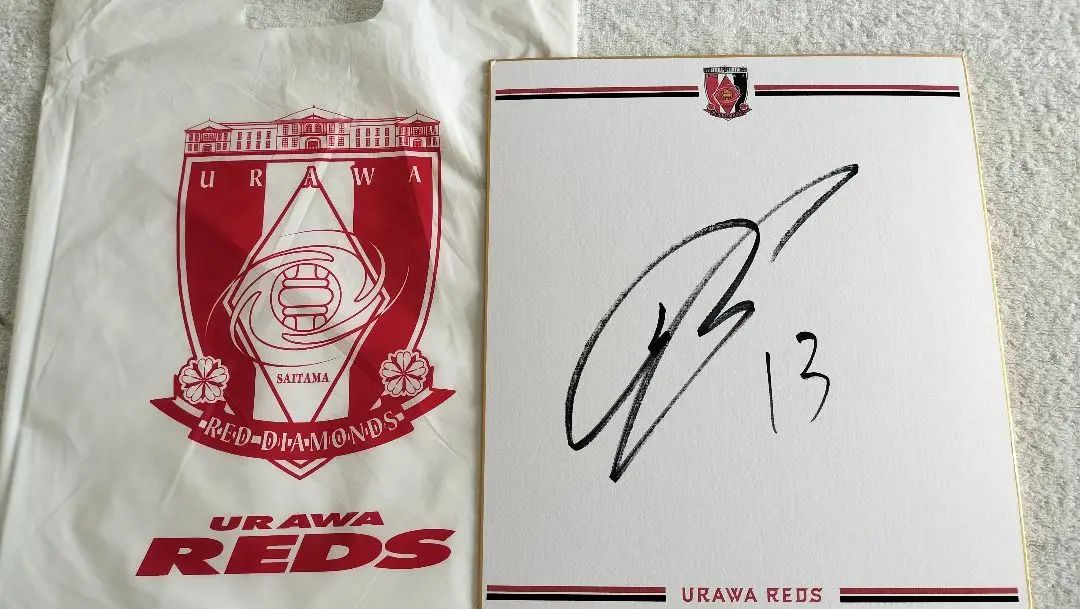 URAWA
SAITAMA
RED DIAMONDS
URAWA
REDS
13
URAWA REDS